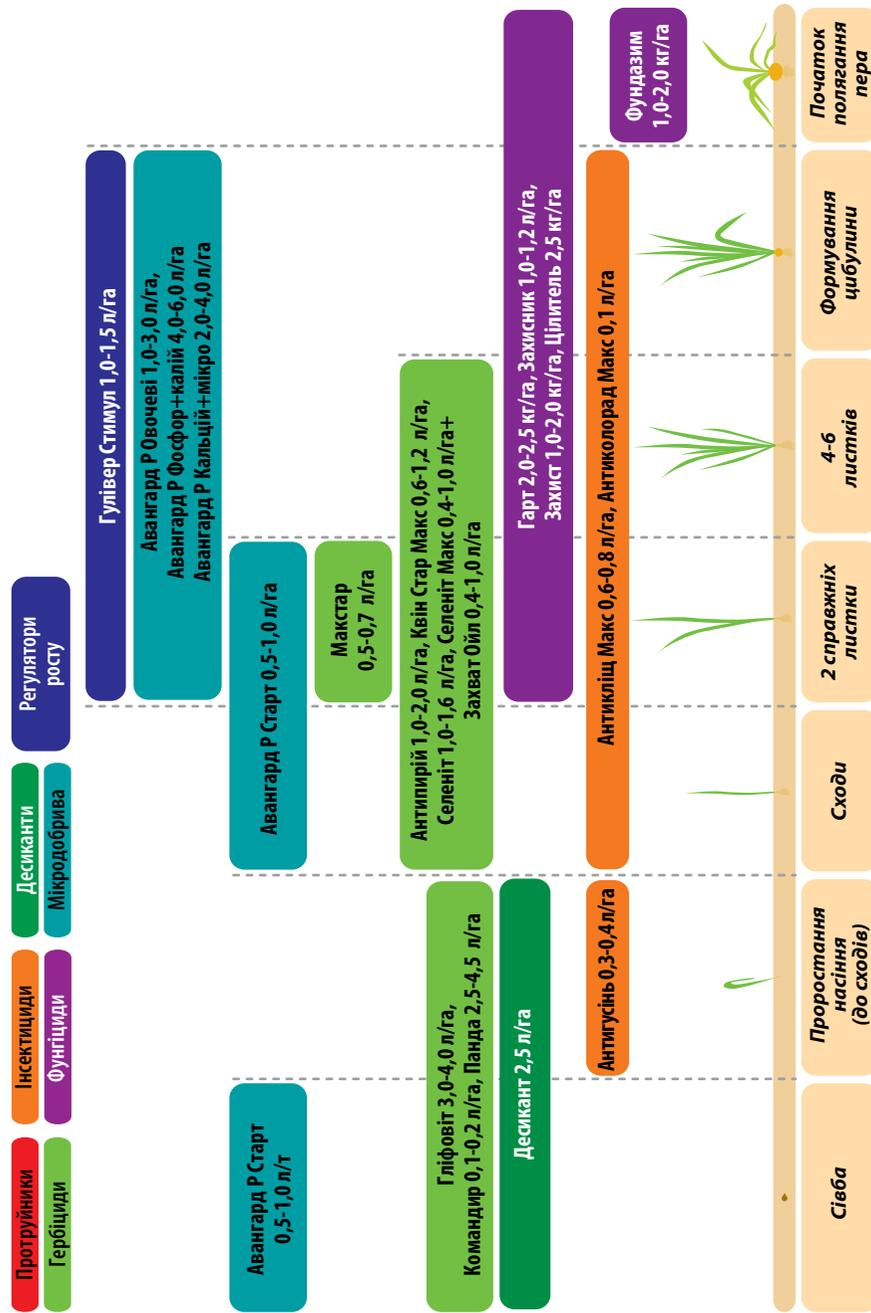 Протруйники
Інсектициди
Десиканти
Регулятори
росту
Гербіциди
Фунгіциди
Мікродобрива
Гулівер Стимул 1,0-1,5 л/га
Авангард Р Овочеві 1,0-3,0 л/га,
Авангард Р Фосфор+калій 4,0-6,0 л/га
Авангард Р Кальцій+мікро 2,0-4,0 л/га
Авангард Р Старт
0,5-1,0 л/т
Авангард Р Старт 0,5-1,0 л/га
Макстар
0,5-0,7 л/га
Антипирій 1,0-2,0 л/га, Квін Стар Макс 0,6-1,2 л/га,
Селеніт 1,0-1,6 л/га, Селеніт Макс 0,4-1,0 л/га+
Захват Ойл 0,4-1,0 л/га
Гліфовіт 3,0-4,0 л/га,
Командир 0,1-0,2 л/га, Панда 2,5-4,5 л/га
Десикант 2,5 л/га
Гарт 2,0-2,5 кг/га, Захисник 1,0-1,2 л/га,
Захист 1,0-2,0 кг/га, Цілитель 2,5 кг/га
Антигусінь 0,3-0,4л/га
Антикліщ Макс 0,6-0,8 л/га, Антиколорад Макс 0,1 л/га
Фундазим
1,0-2,0 кг/га
Сівба
Проростання
насіння
(до сходів)
Сходи
2 справжніх
листки
4-6
листків
Формування
цибулини
Початок
полягання
пера